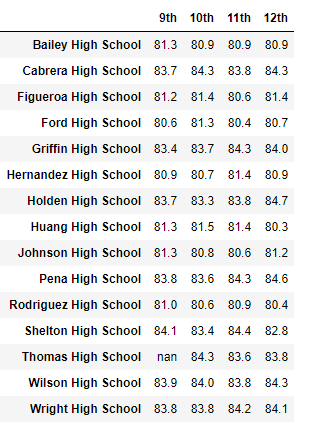 9th 10th 11th 12th
Bailey High School 81.3 80.9 80.9 80.9
Cabrera High School 83.7 84.3 83.8 84.3
Figueroa High School 81.2 81.4 80.6 81.4
Ford High School 80.6 81.3 80.4 80.7
Griffin High School 83.4 83.7 84.3 84.0
Hernandez High School 80.9 80.7 81.4 80.9
Holden High School 83.7 83.3 83.8 84.7
Huang High School 81.3 81.5 81.4 80.3
Johnson High School 81.3 80.8 80.6 81.2
Pena High School 83.8 83.6 84.3 84.6
Rodriguez High School 81.0 80.6 80.9 80.4
Shelton High School 84.1 83.4 84.4 82.8
Thomas High School nan 84.3 83.6 83.8
Wilson High School 83.9 84.0 83.8 84.3
Wright High School 83.8 83.8 84.2 84.1